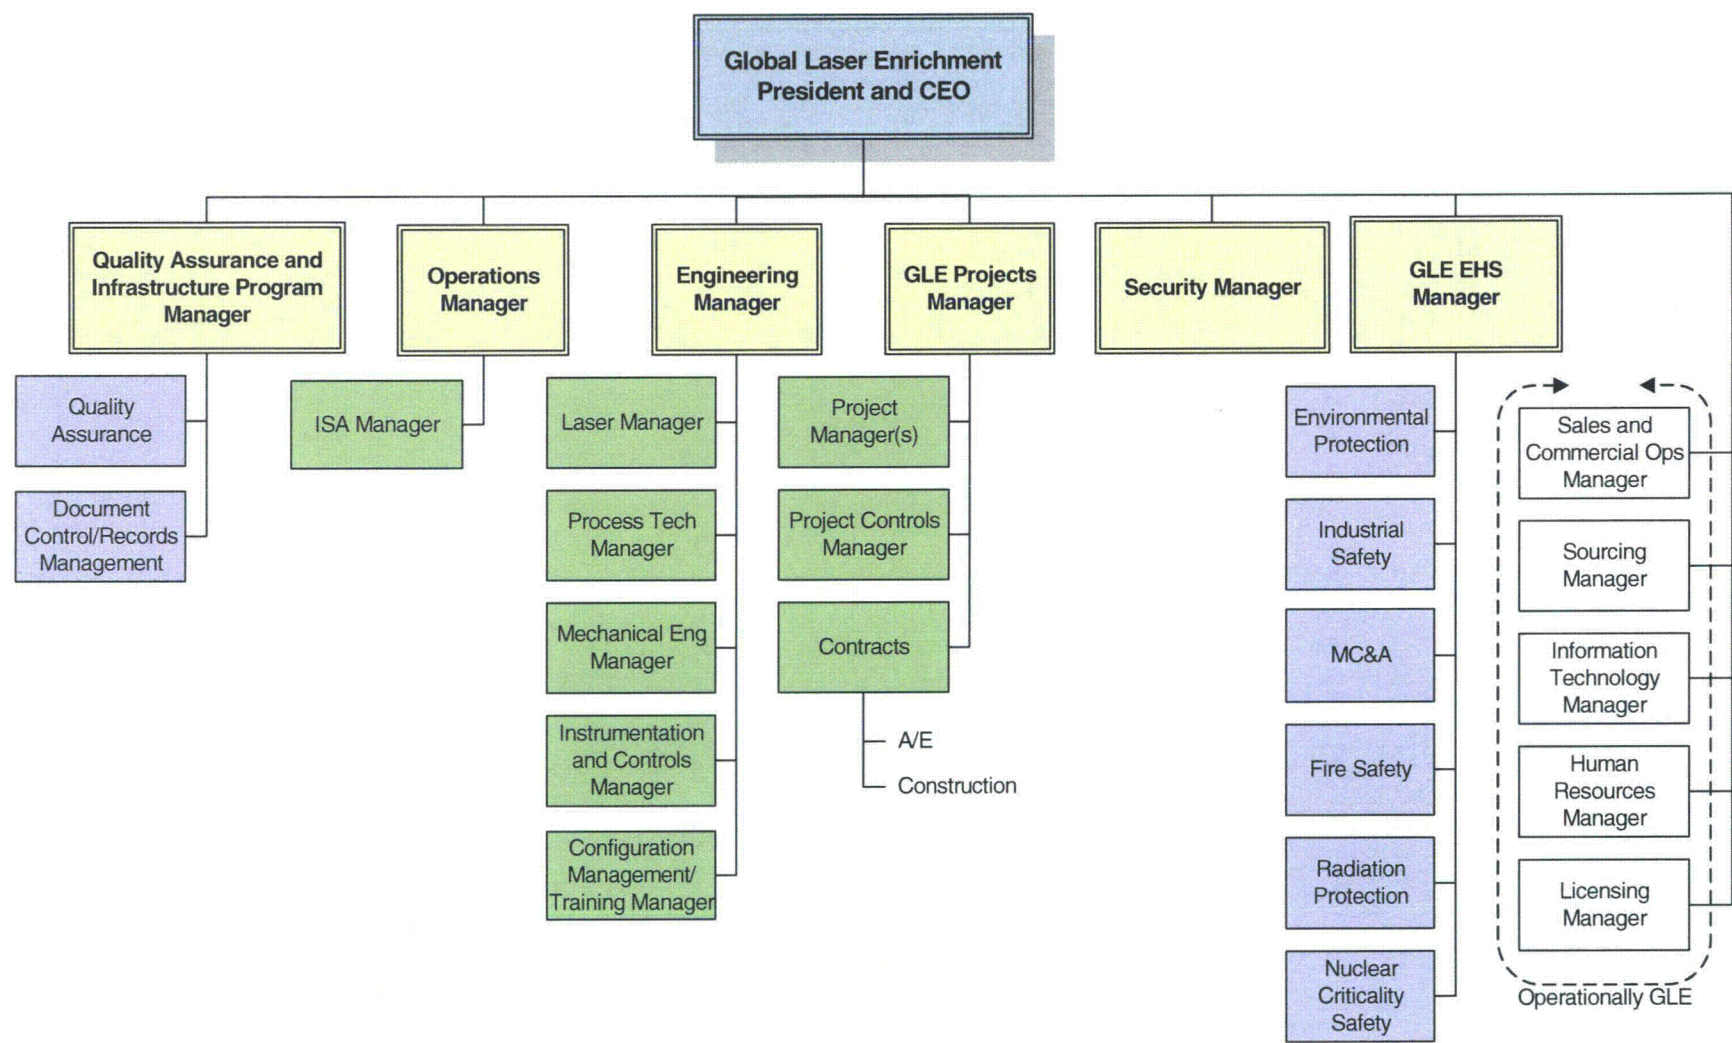 Global Laser Enrichment
President and CEO
Quality Assurance and
Infrastructure Program
Manager
Operations
Manager
Engineering
Manager
GLE Projects
Manager
Security Manager
GLE EHS
Manager
Quality
Assurance
Document
Control/Records
Management
ISA Manager
Laser Manager
Process Tech
Manager
Mechanical Eng
Manager
Instrumentation
and Controls
Manager
Configuration
Management/
Training Manager
Project
Manager(s)
Project Controls
Manager
Contracts
A/E
Construction
Environmental
Protection
Industrial
Safety
MC&A
Fire Safety
Radiation
Protection
Nuclear
Criticality
Safety
Sales and
Commercial Ops
Manager
Sourcing
Manager
Information
Technology
Manager
Human
Resources
Manager
Licensing
Manager
Operationally GLE